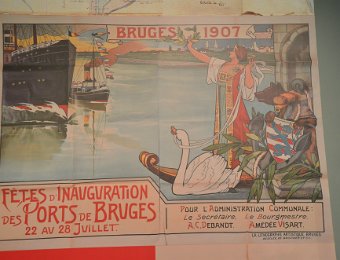 BRUGES 1907
FÊTES D'INAUGURATION
DES PORTS DE BRUGES
22 AU 28 JUILLET.
POUR L'ADMINISTRATION COMMUNALE:
Le Secrétaire, Le Bourgmestre,
A.C. DEBANDT. AMEDÉE VISART.